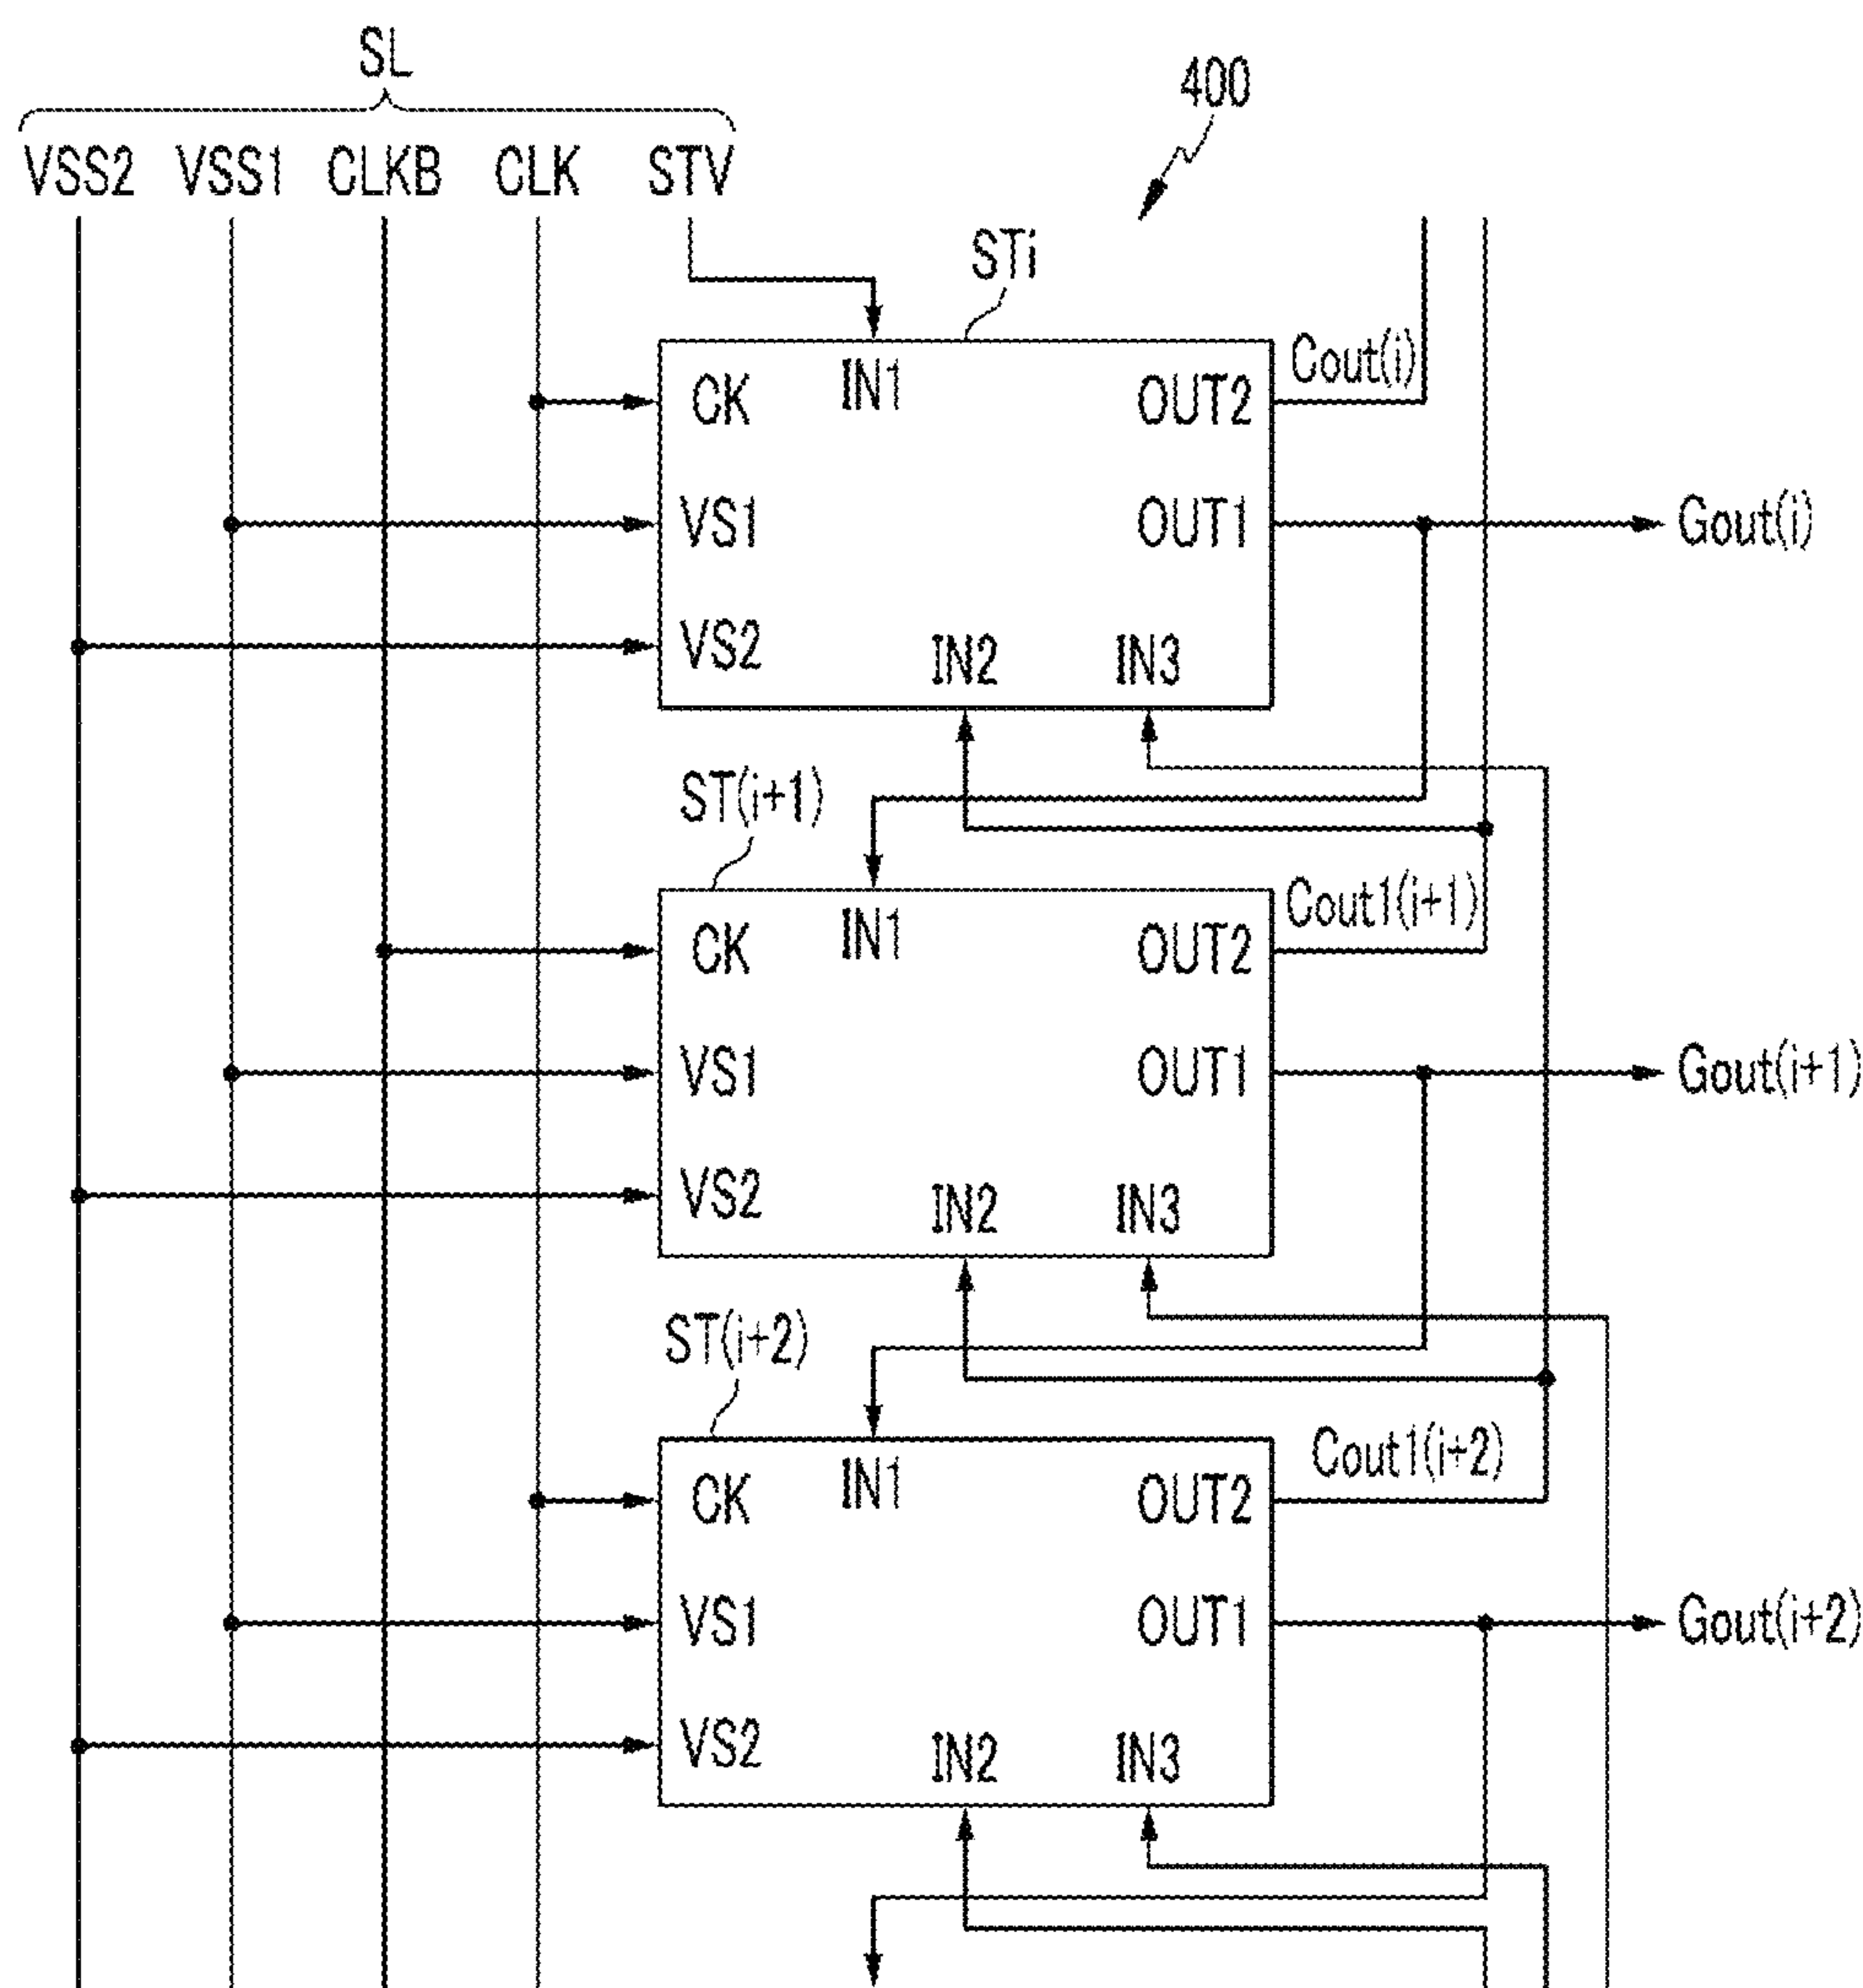 SL
400
VSS2 VSS1 CLKB CLK STV
STi
Cout(i)
CK IN1 OUT2
VS1 OUT1 Gout(i)
VS2 IN2 IN3
ST(i+1)
Cout1(i+1)
CK IN1 OUT2
VS1 OUT1 Gout(i+1)
VS2 IN2 IN3
ST(i+2)
Cout1(i+2)
CK IN1 OUT2
VS1 OUT1 Gout(i+2)
VS2 IN2 IN3